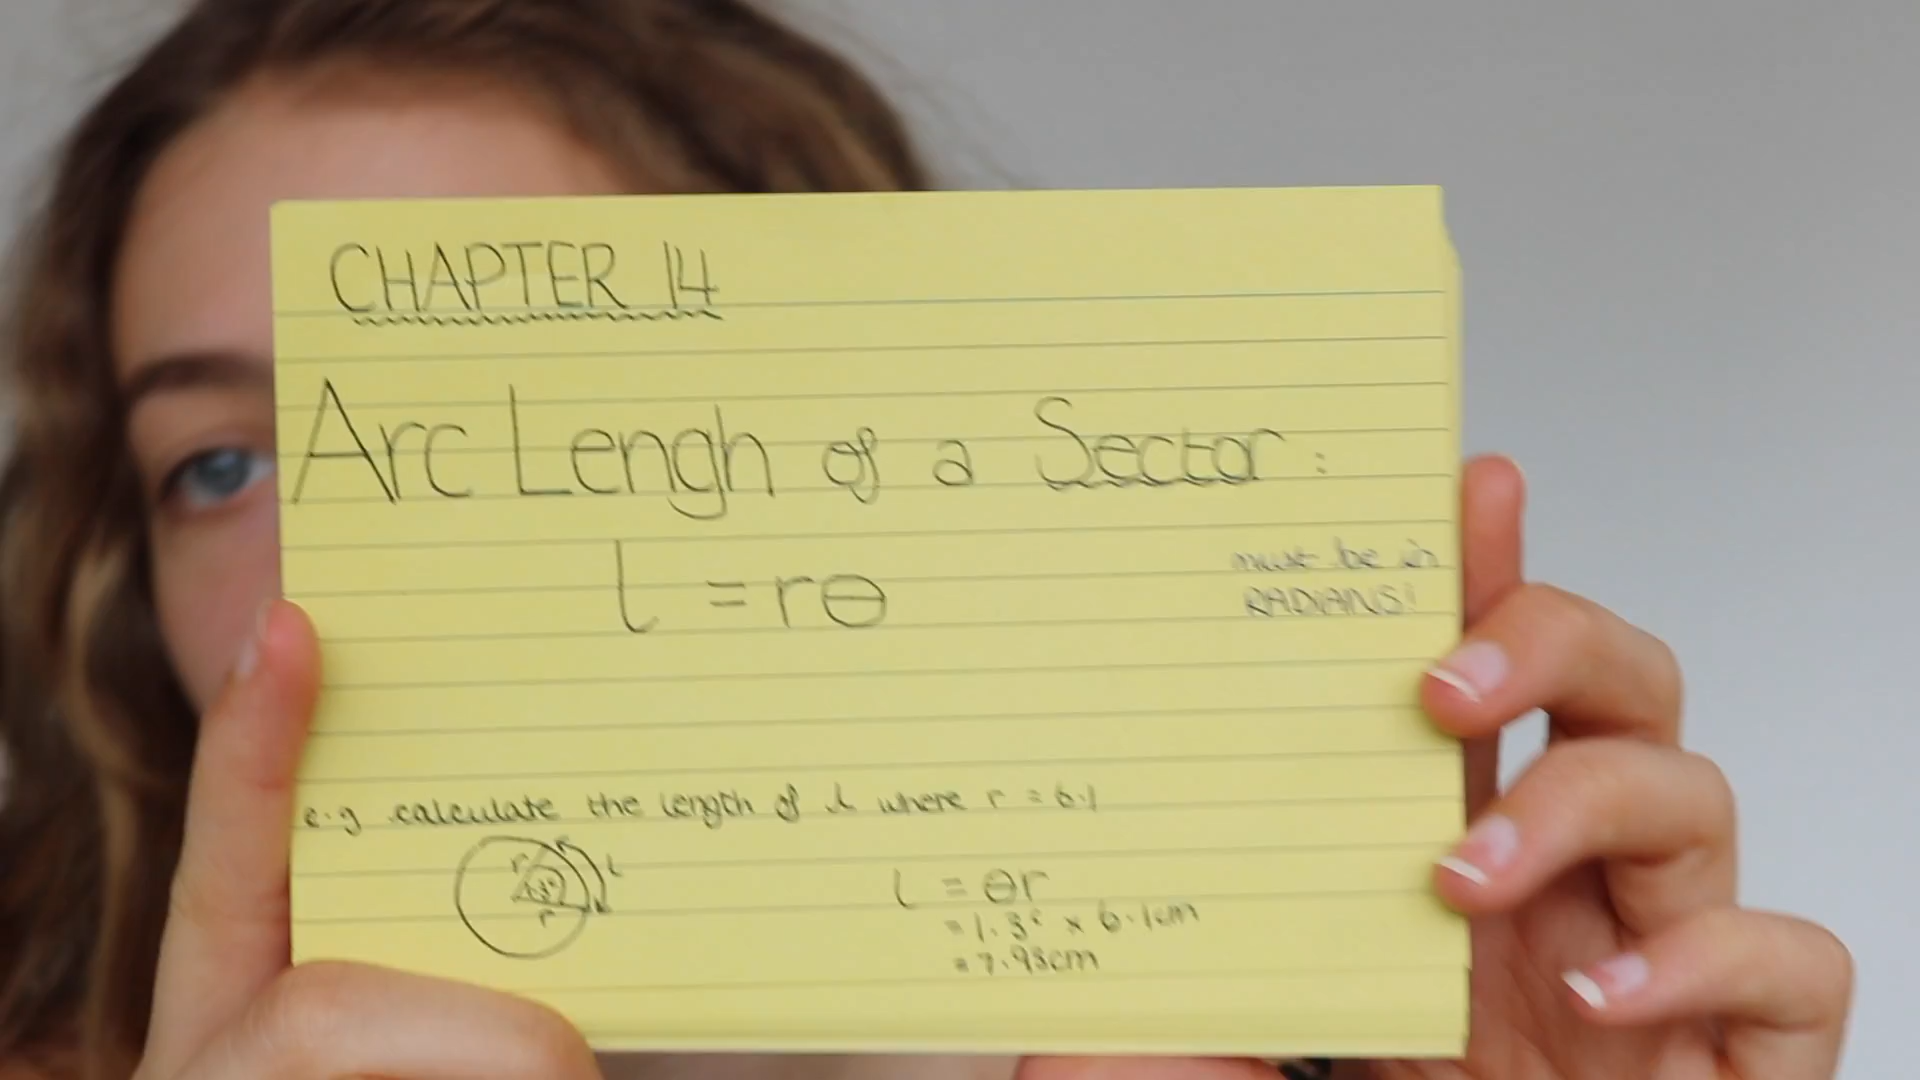 CHAPTER 14
Arc Lengh of a Sector:
l = rθ
must be in
RADIANS!
e.g calculate the length of l where r = 6.1
r
l
1.3ᶜ
r
l = θr
= 1.3ᶜ x 6.1cm
= 7.93cm